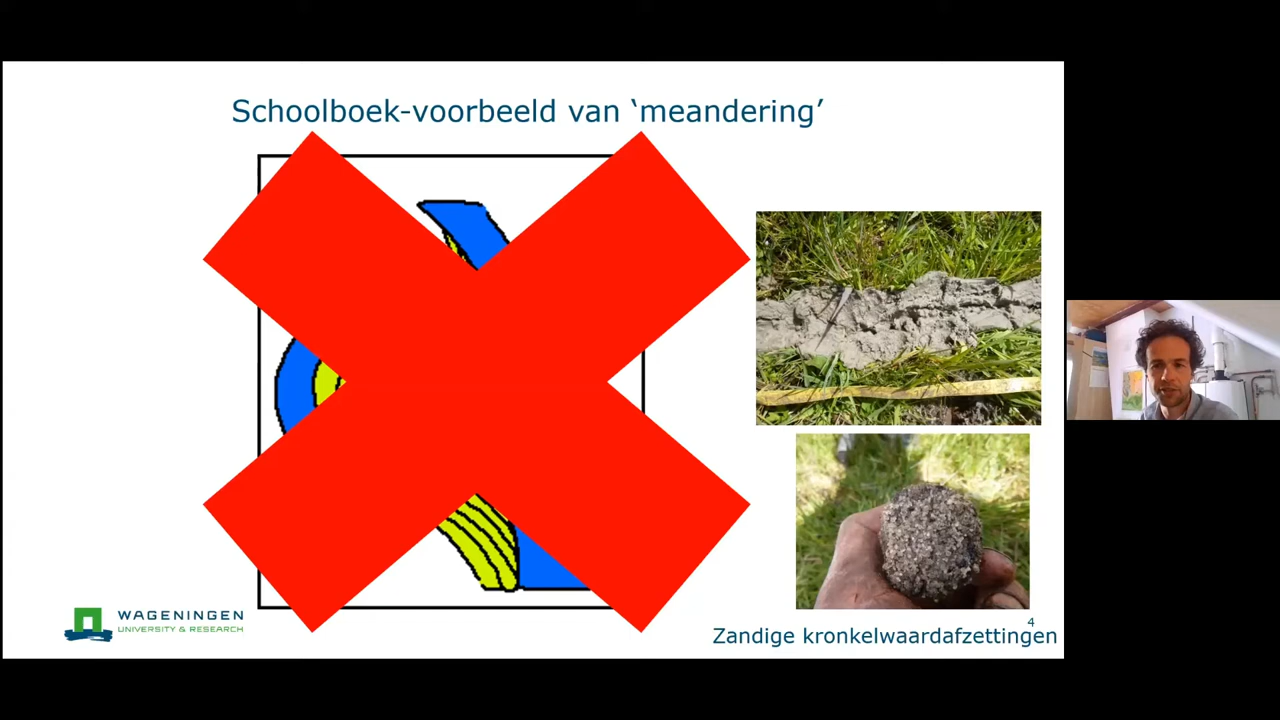 Schoolboek-voorbeeld van ‘meandering’
WAGENINGEN
UNIVERSITY & RESEARCH
4
Zandige kronkelwaardafzettingen